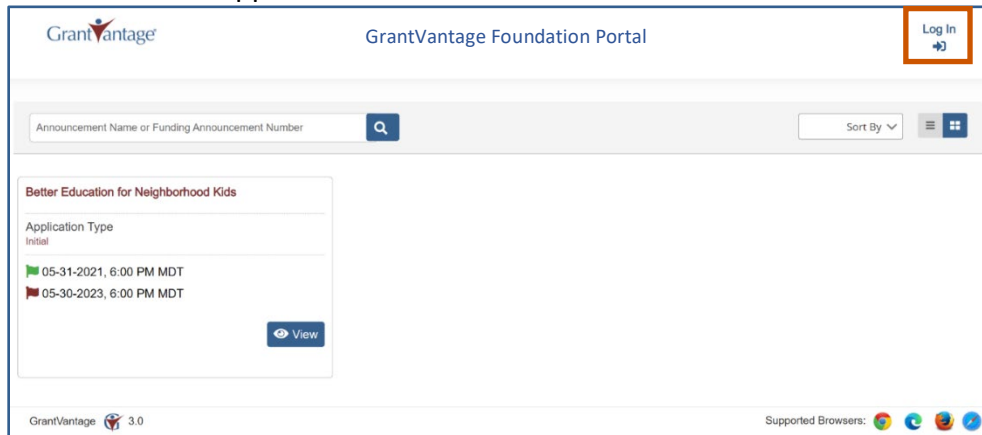 GrantVantage
GrantVantage Foundation Portal
Log In
Announcement Name or Funding Announcement Number
Sort By
Better Education for Neighborhood Kids
Application Type
Initial
05-31-2021, 6:00 PM MDT
05-30-2023, 6:00 PM MDT
View
GrantVantage 3.0
Supported Browsers: